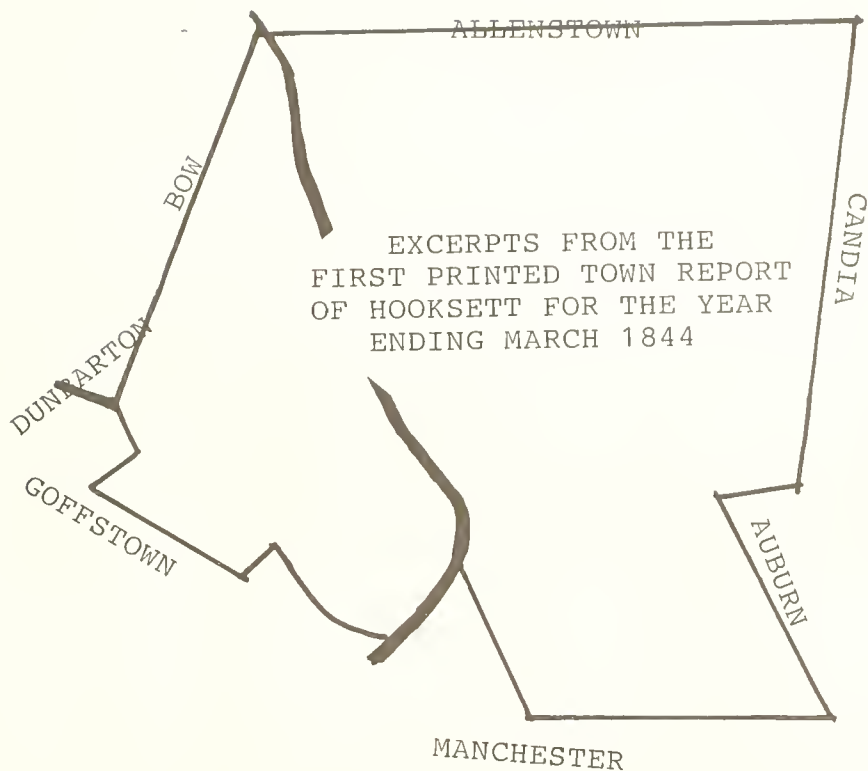 ALLENSTOWN
BOW
CANDIA
EXCERPTS FROM THE
FIRST PRINTED TOWN REPORT
OF HOOKSETT FOR THE YEAR
ENDING MARCH 1844
DUNBARTON
GOFFSTOWN
AUBURN
MANCHESTER